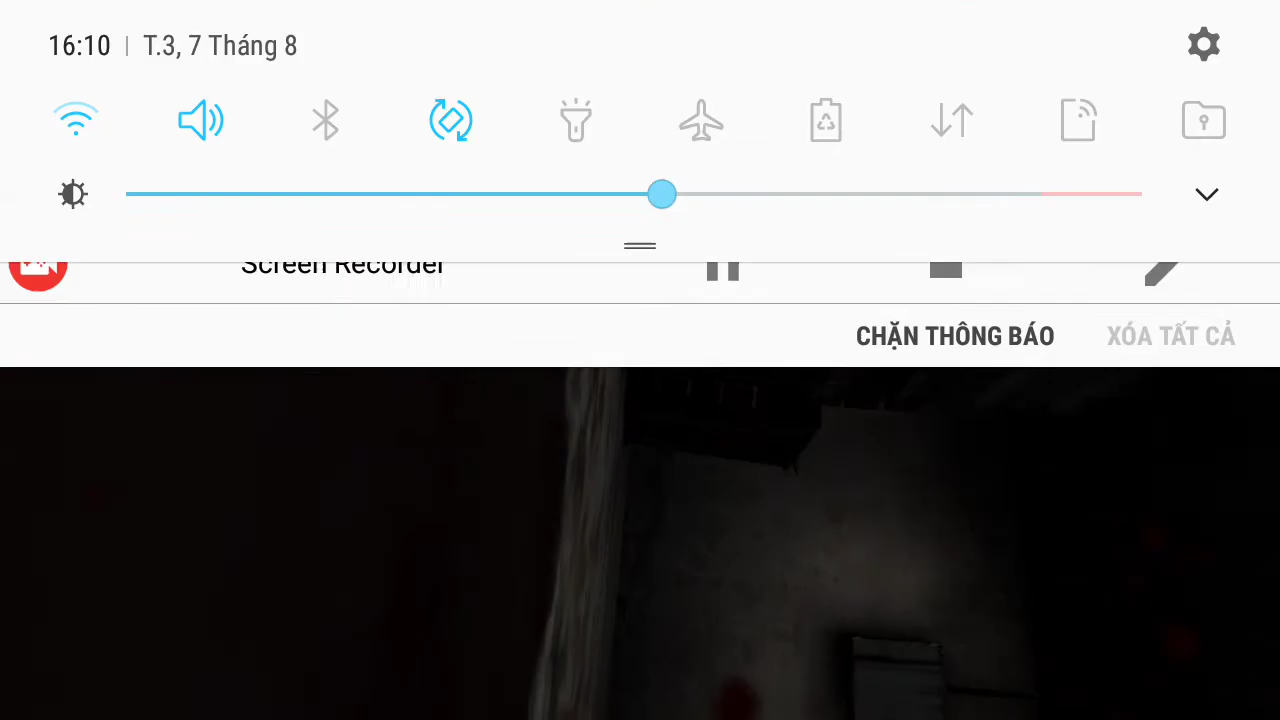 16:10 | T.3, 7 Tháng 8
Screen Recorder
CHẶN THÔNG BÁO XÓA TẤT CẢ